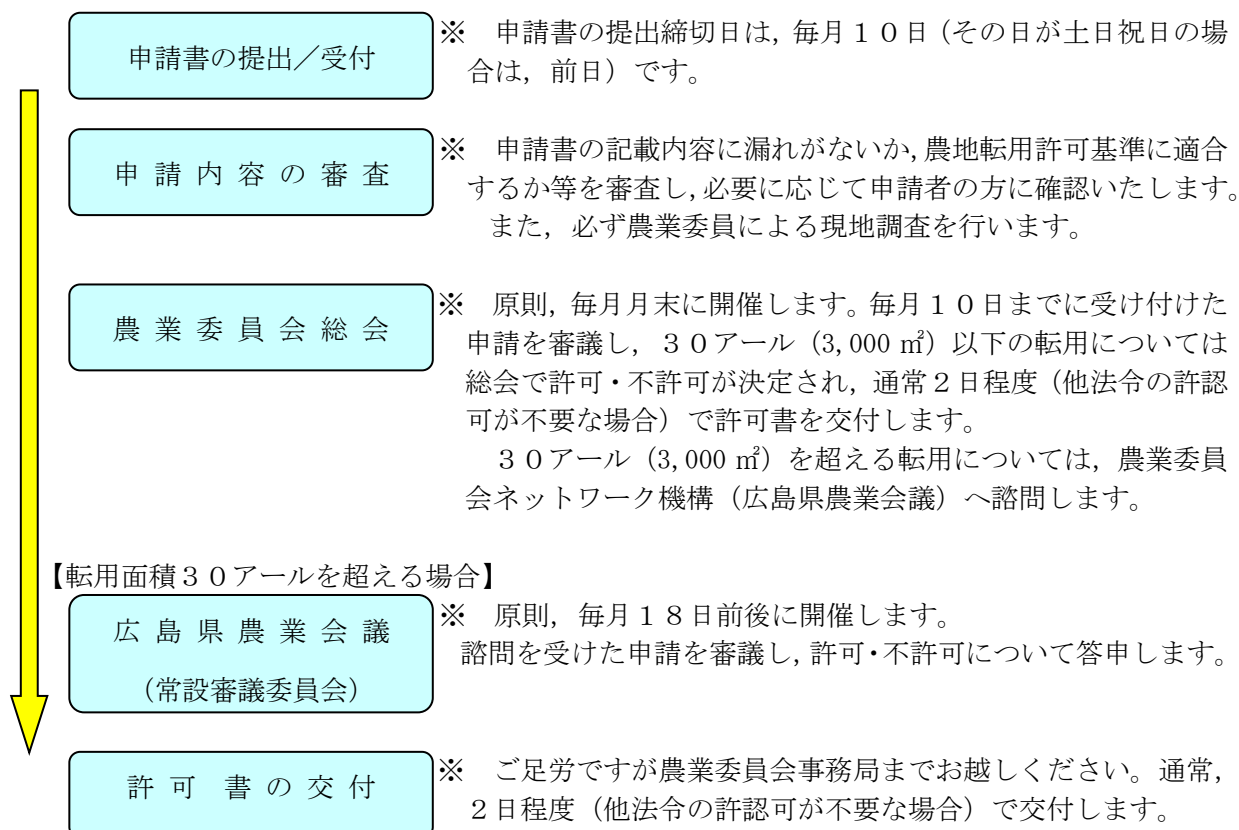 申請書の提出／受付
※　申請書の提出締切日は，毎月１０日（その日が土日祝日の場
合は，前日）です。
申 請 内 容 の 審 査
※　申請書の記載内容に漏れがないか，農地転用許可基準に適合
するか等を審査し，必要に応じて申請者の方に確認いたします。
また，必ず農業委員による現地調査を行います。
農 業 委 員 会 総 会
※　原則，毎月月末に開催します。毎月１０日までに受け付けた
申請を審議し，３０アール（3,000 ㎡）以下の転用については
総会で許可・不許可が決定され，通常２日程度（他法令の許認
可が不要な場合）で許可書を交付します。
３０アール（3,000 ㎡）を超える転用については，農業委員
会ネットワーク機構（広島県農業会議）へ諮問します。
【転用面積３０アールを超える場合】
広 島 県 農 業 会 議
（常設審議委員会）
※　原則，毎月１８日前後に開催します。
諮問を受けた申請を審議し，許可・不許可について答申します。
許 可　書 の 交 付
※　ご足労ですが農業委員会事務局までお越しください。通常，
２日程度（他法令の許認可が不要な場合）で交付します。